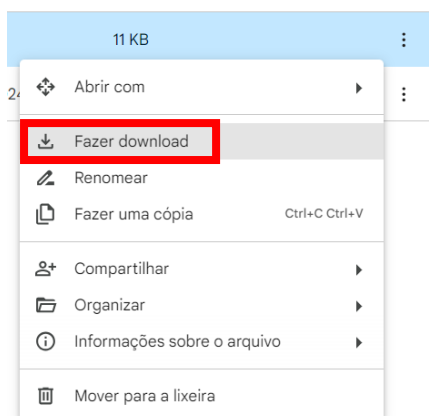 11 KB
Abrir com
24
Fazer download
Renomear
Fazer uma cópia Ctrl+C Ctrl+V
Compartilhar
Organizar
Informações sobre o arquivo
Mover para a lixeira